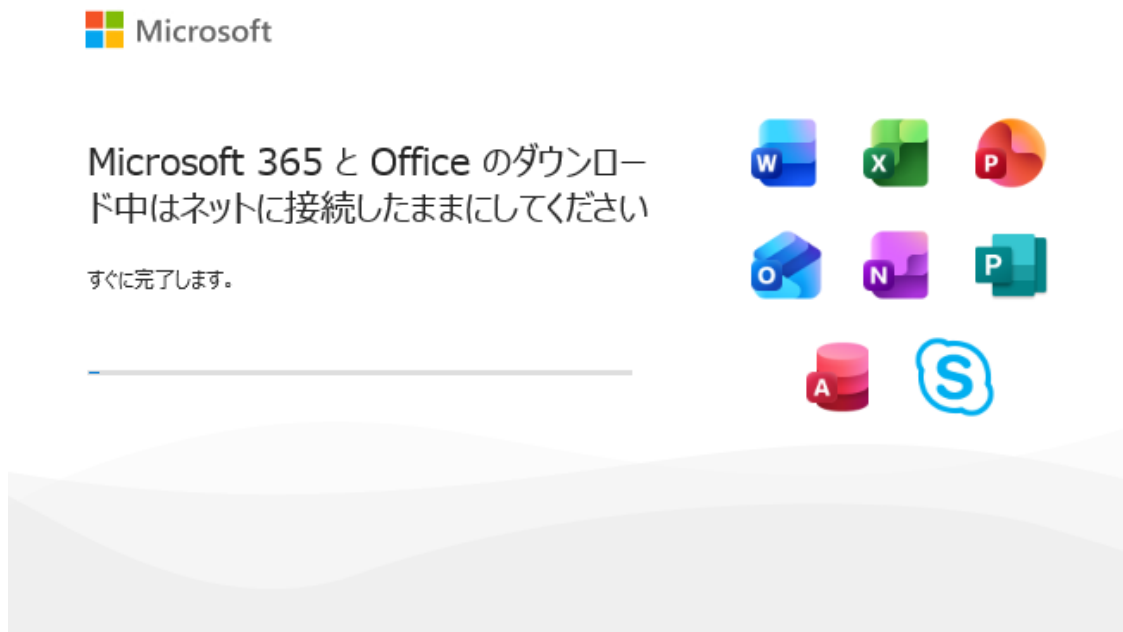 Microsoft
Microsoft 365 と Office のダウンロー
ド中はネットに接続したままにしてください
すぐに完了します。
W
X
P
O
N
P
A
S